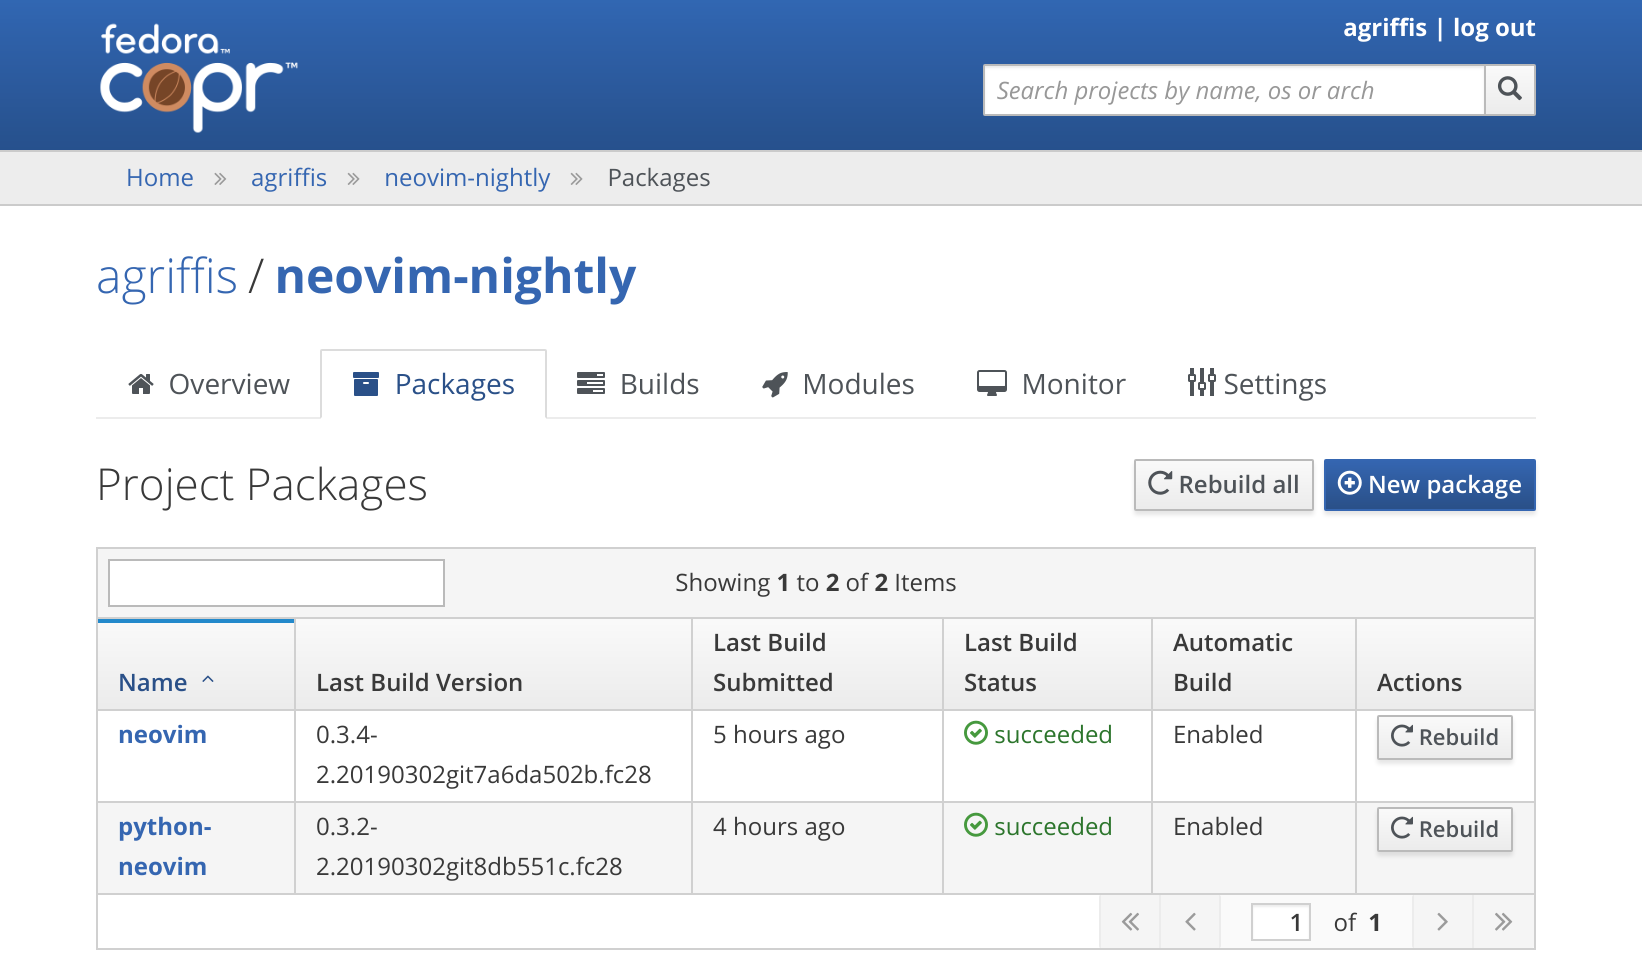 agriffis | log out
fedora™
copr™
Search projects by name, os or arch
Home » agriffis » neovim-nightly » Packages
agriffis / neovim-nightly
Overview Packages Builds Modules Monitor Settings
Project Packages
Rebuild all New package
Showing 1 to 2 of 2 Items
Name ^ Last Build Version Last Build Submitted Last Build Status Automatic Build Actions
neovim 0.3.4-2.20190302git7a6da502b.fc28 5 hours ago succeeded Enabled Rebuild
python-neovim 0.3.2-2.20190302git8db551c.fc28 4 hours ago succeeded Enabled Rebuild
« < 1 of 1 > »